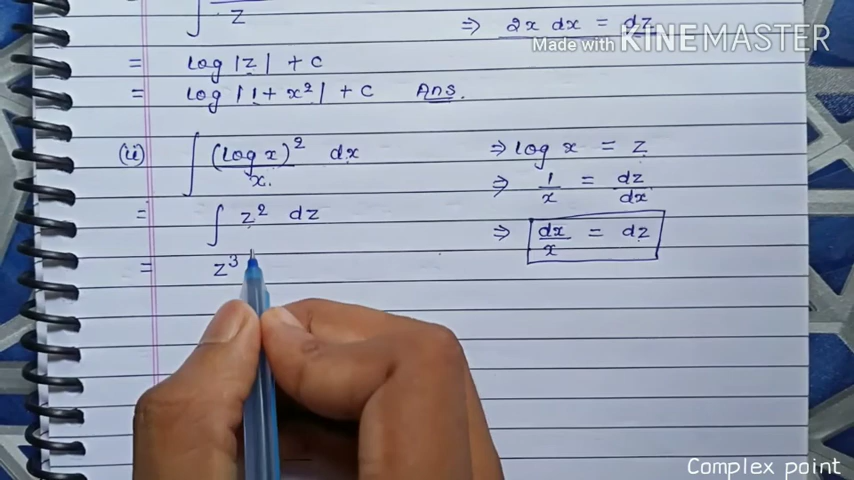 ∫ z
⇒ 2x dx = dz
Made with KINEMASTER
= log |z| + c
= log |1 + x²| + c Ans.
(ii) ∫ (log x)² / x. dx ⇒ log x = z
⇒ 1/x = dz/dx
= ∫ z² dz
⇒ dx/x = dz
= z³
Complex point